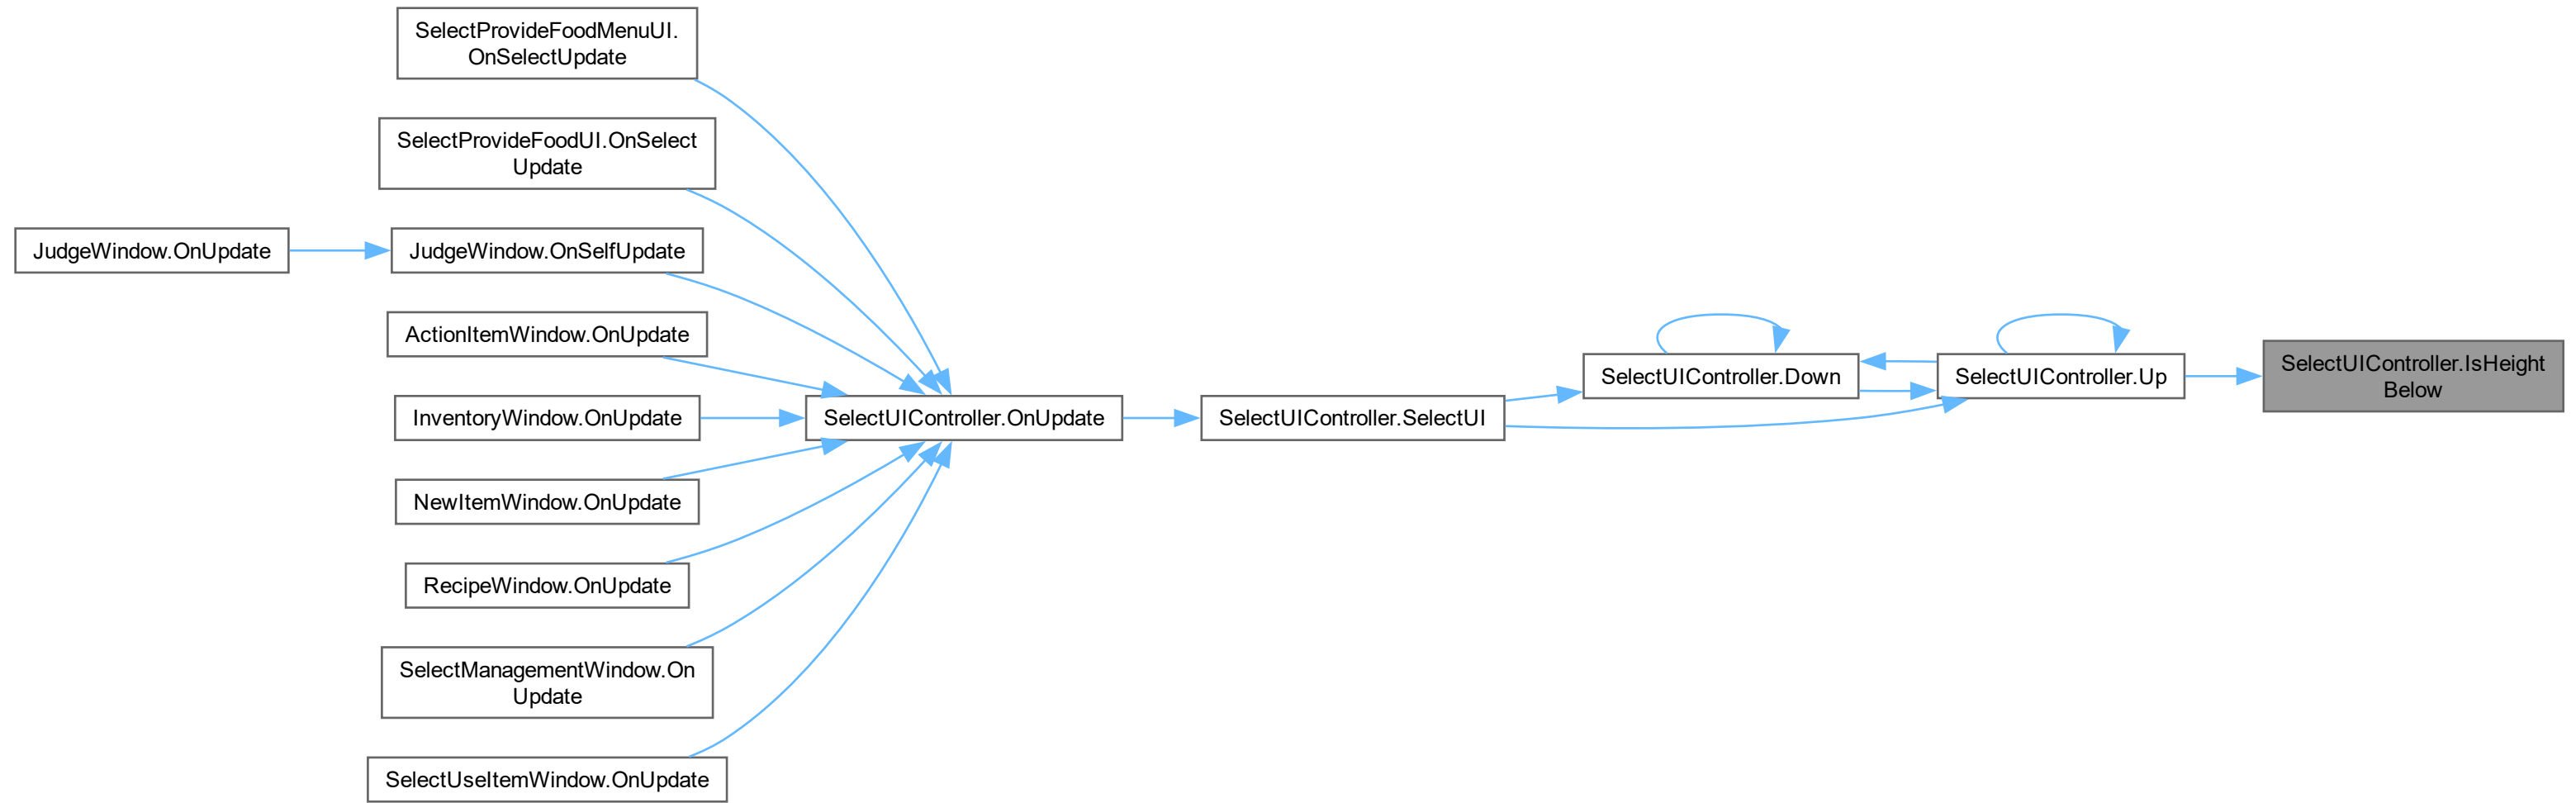 SelectProvideFoodMenuUI.
OnSelectUpdate
SelectProvideFoodUI.OnSelect
Update
JudgeWindow.OnUpdate
JudgeWindow.OnSelfUpdate
ActionItemWindow.OnUpdate
InventoryWindow.OnUpdate
NewItemWindow.OnUpdate
RecipeWindow.OnUpdate
SelectManagementWindow.On
Update
SelectUseItemWindow.OnUpdate
SelectUIController.OnUpdate
SelectUIController.SelectUI
SelectUIController.Down
SelectUIController.Up
SelectUIController.IsHeight
Below